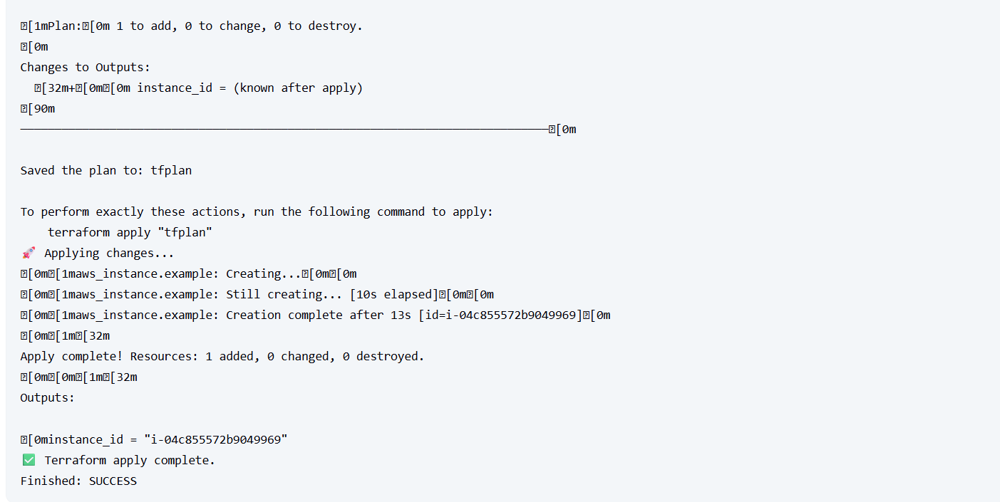 ␛[1mPlan:␛[0m 1 to add, 0 to change, 0 to destroy.
␛[0m
Changes to Outputs:
  ␛[32m+␛[0m␛[0m instance_id = (known after apply)
␛[90m
─────────────────────────────────────────────────────────────────────────────␛[0m

Saved the plan to: tfplan

To perform exactly these actions, run the following command to apply:
    terraform apply "tfplan"
🚀 Applying changes...
␛[0m␛[1maws_instance.example: Creating...␛[0m␛[0m
␛[0m␛[1maws_instance.example: Still creating... [10s elapsed]␛[0m␛[0m
␛[0m␛[1maws_instance.example: Creation complete after 13s [id=i-04c855572b9049969]␛[0m
␛[0m␛[1m␛[32m
Apply complete! Resources: 1 added, 0 changed, 0 destroyed.
␛[0m␛[0m␛[1m␛[32m
Outputs:

␛[0minstance_id = "i-04c855572b9049969"
✅ Terraform apply complete.
Finished: SUCCESS